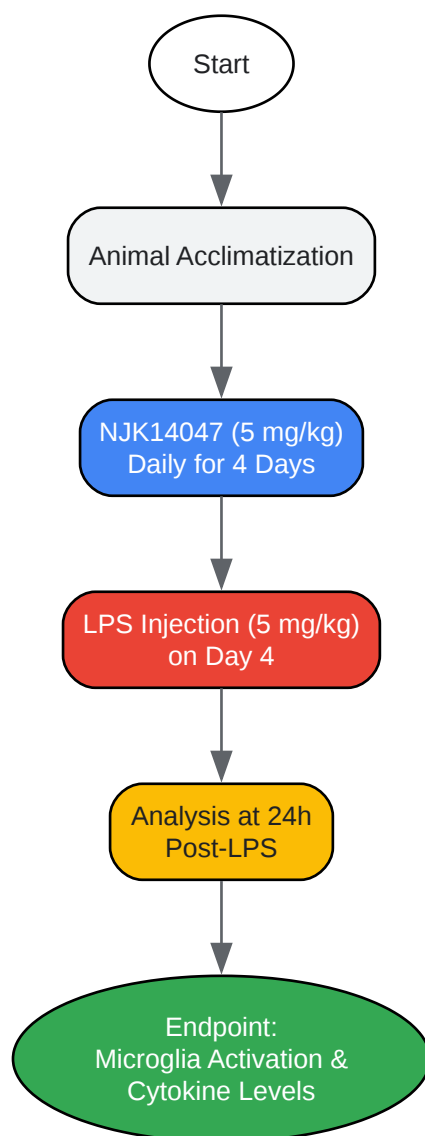 Start
Animal Acclimatization
NJK14047 (5 mg/kg)
Daily for 4 Days
LPS Injection (5 mg/kg)
on Day 4
Analysis at 24h
Post-LPS
Endpoint:
Microglia Activation &
Cytokine Levels